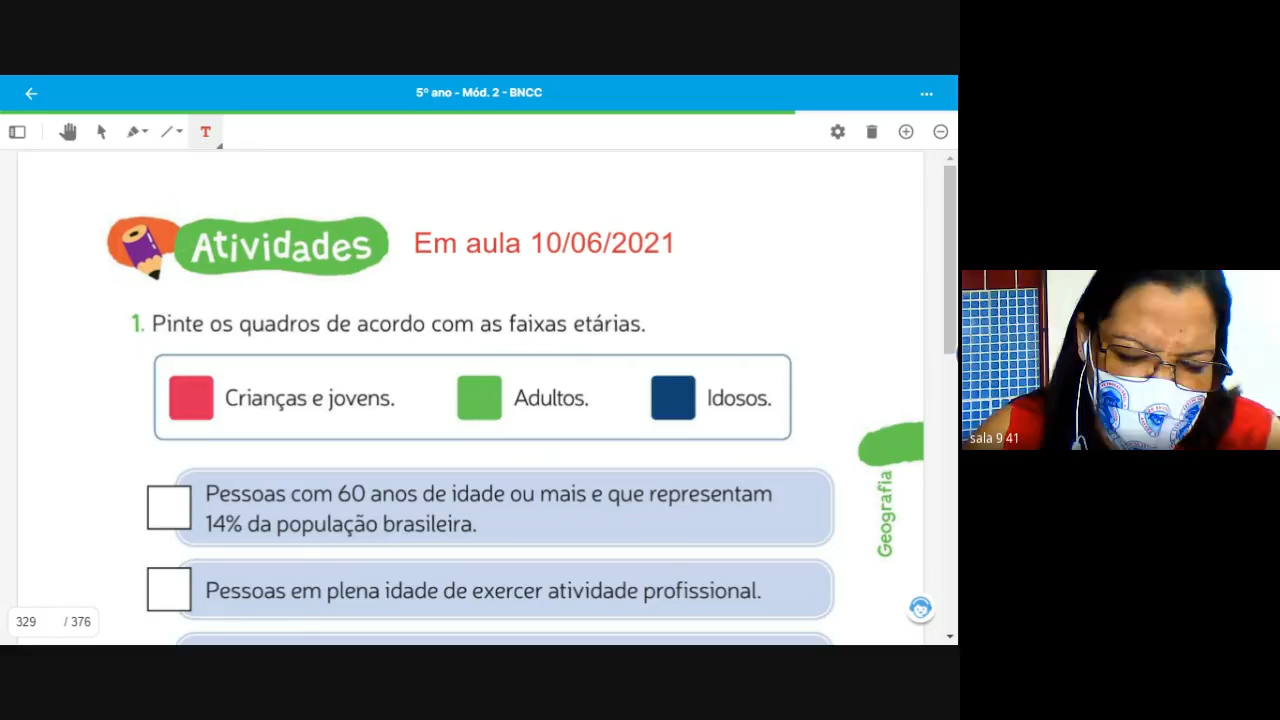 5º ano - Mód. 2 - BNCC
T
Atividades
Em aula 10/06/2021
1. Pinte os quadros de acordo com as faixas etárias.
Crianças e jovens.
Adultos.
Idosos.
Pessoas com 60 anos de idade ou mais e que representam
14% da população brasileira.
Pessoas em plena idade de exercer atividade profissional.
Geografia
329 / 376
sala 9 41